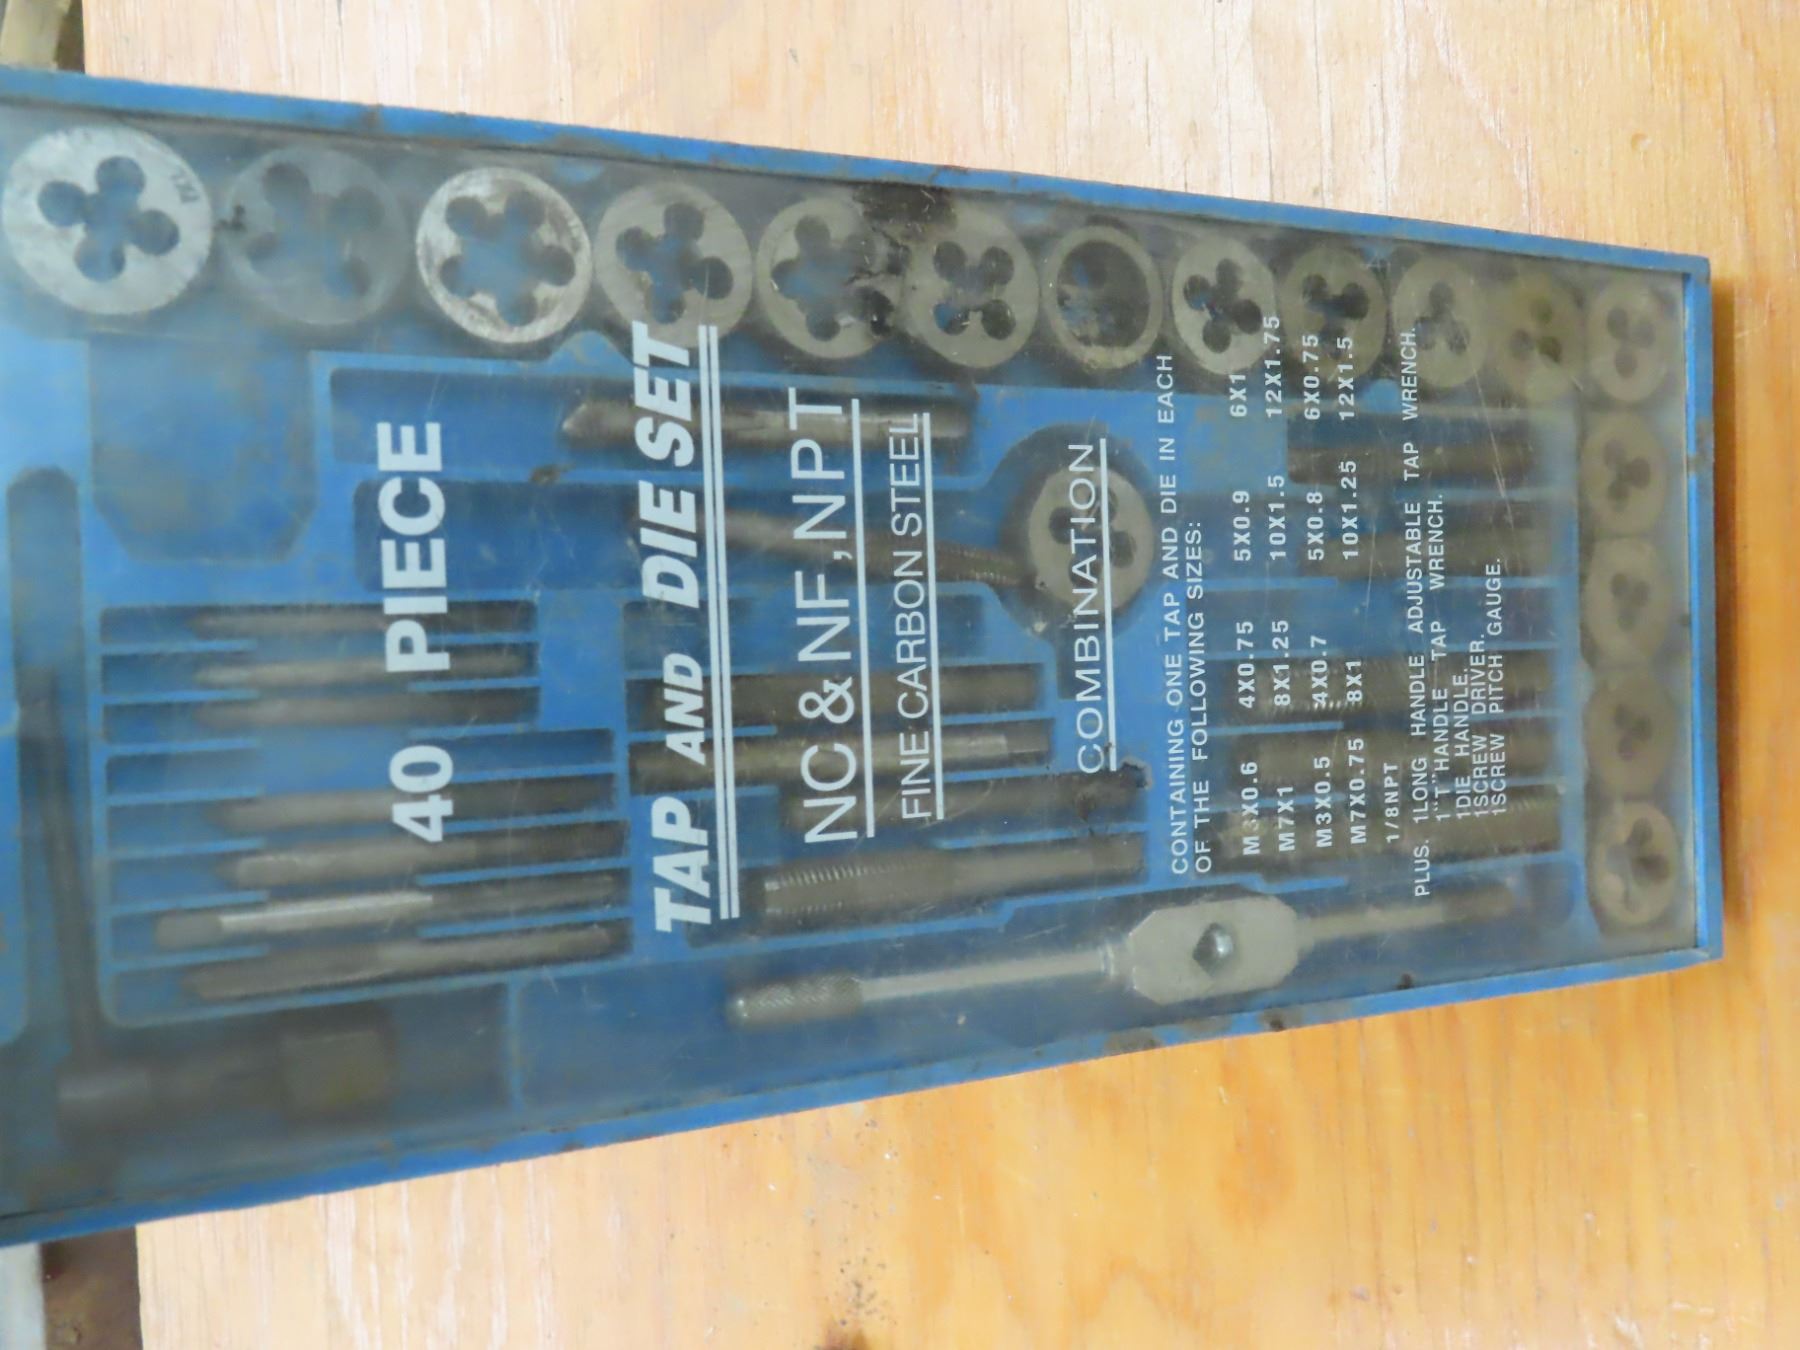 40 PIECE
TAP AND DIE SET
NC & NF, NPT
FINE CARBON STEEL
COMBINATION
CONTAINING ONE TAP AND DIE IN EACH
OF THE FOLLOWING SIZES:
M3X0.6 4X0.75 5X0.9 6X1
M7X1 8X1.25 10X1.5 12X1.75
M3X0.5 4X0.7 5X0.8 6X0.75
M7X0.75 8X1 10X1.25 12X1.5
1/8NPT
PLUS. 1LONG HANDLE ADJUSTABLE TAP WRENCH.
1"T"HANDLE TAP WRENCH.
1DIE HANDLE.
1SCREW DRIVER.
1SCREW PITCH GAUGE.